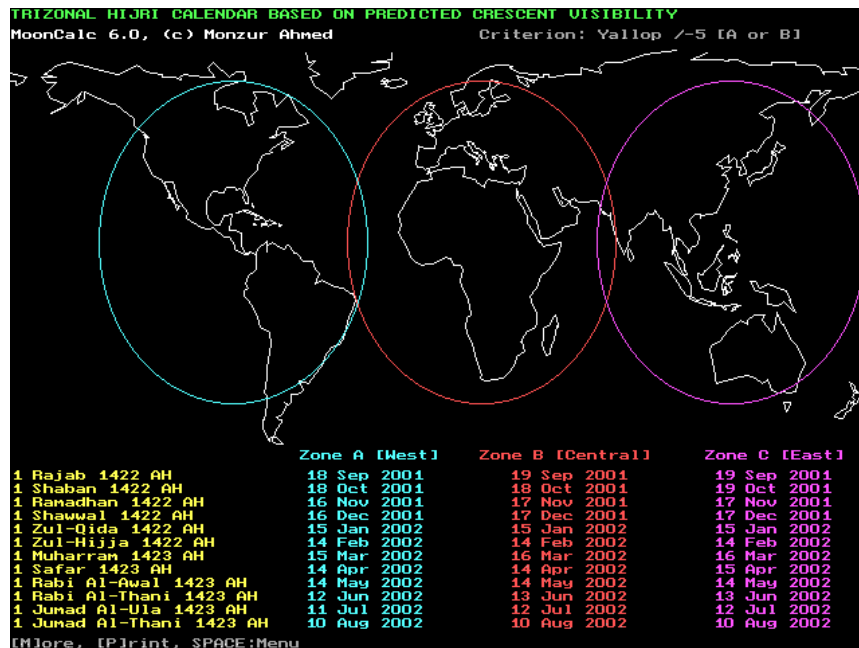 TRIZONAL HIJRI CALENDAR BASED ON PREDICTED CRESCENT VISIBILITY
MoonCalc 6.0, (c) Monzur Ahmed Criterion: Yallop /-5 [A or B]
Zone A [West] Zone B [Central] Zone C [East]
1 Rajab 1422 AH 18 Sep 2001 19 Sep 2001 19 Sep 2001
1 Shaban 1422 AH 18 Oct 2001 18 Oct 2001 19 Oct 2001
1 Ramadhan 1422 AH 16 Nov 2001 17 Nov 2001 17 Nov 2001
1 Shawwal 1422 AH 16 Dec 2001 17 Dec 2001 17 Dec 2001
1 Zul-Qida 1422 AH 15 Jan 2002 15 Jan 2002 15 Jan 2002
1 Zul-Hijja 1422 AH 14 Feb 2002 14 Feb 2002 14 Feb 2002
1 Muharram 1423 AH 15 Mar 2002 16 Mar 2002 16 Mar 2002
1 Safar 1423 AH 14 Apr 2002 14 Apr 2002 15 Apr 2002
1 Rabi Al-Awal 1423 AH 14 May 2002 14 May 2002 14 May 2002
1 Rabi Al-Thani 1423 AH 12 Jun 2002 13 Jun 2002 13 Jun 2002
1 Jumad Al-Ula 1423 AH 11 Jul 2002 12 Jul 2002 12 Jul 2002
1 Jumad Al-Thani 1423 AH 10 Aug 2002 10 Aug 2002 10 Aug 2002
[M]ore, [P]rint, SPACE:Menu